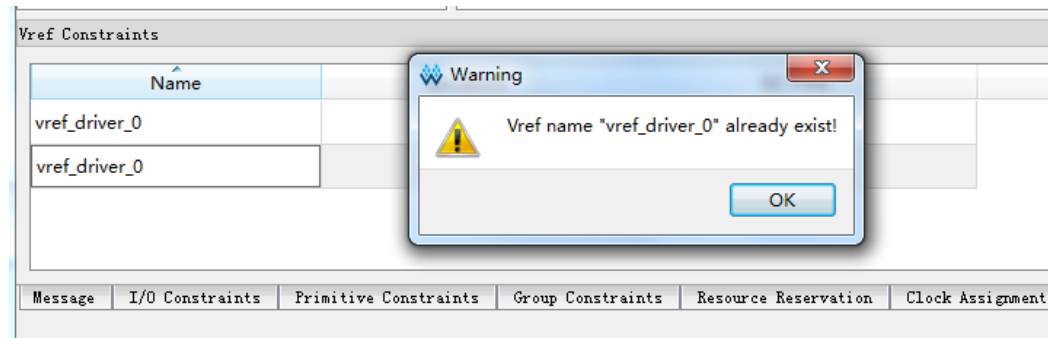 Vref Constraints
Name
vref_driver_0
vref_driver_0
Warning
Vref name "vref_driver_0" already exist!
OK
Message I/O Constraints Primitive Constraints Group Constraints Resource Reservation Clock Assignment